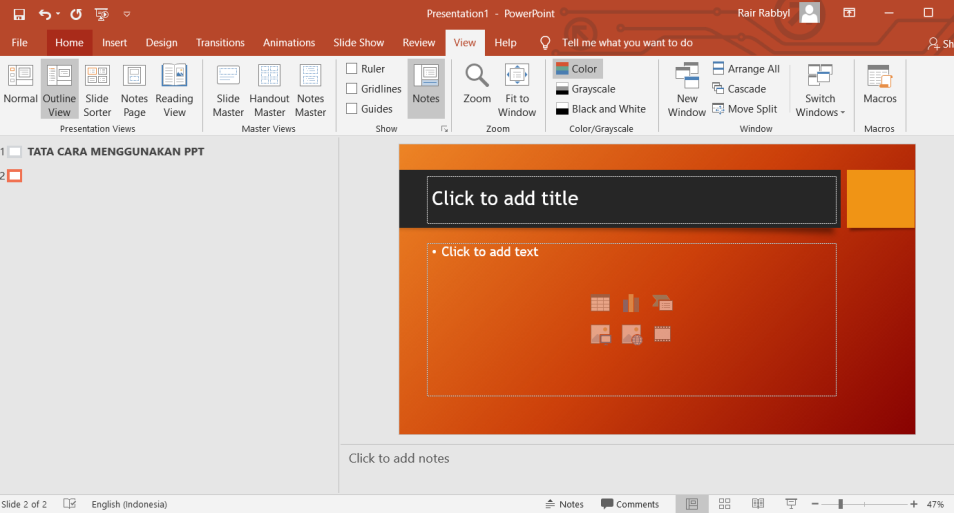 Presentation1 - PowerPoint
Rair Rabbyl
File Home Insert Design Transitions Animations Slide Show Review View Help Tell me what you want to do Sh
Normal Outline View Slide Sorter Notes Page Reading View
Presentation Views
Slide Master Handout Master Notes Master
Master Views
Ruler
Gridlines
Guides
Notes
Show
Zoom Fit to Window
Zoom
Color
Grayscale
Black and White
Color/Grayscale
New Window
Arrange All
Cascade
Move Split
Switch Windows
Window
Macros
Macros
1 TATA CARA MENGGUNAKAN PPT
2
Click to add title
• Click to add text
Click to add notes
Slide 2 of 2 English (Indonesia) Notes Comments 47%